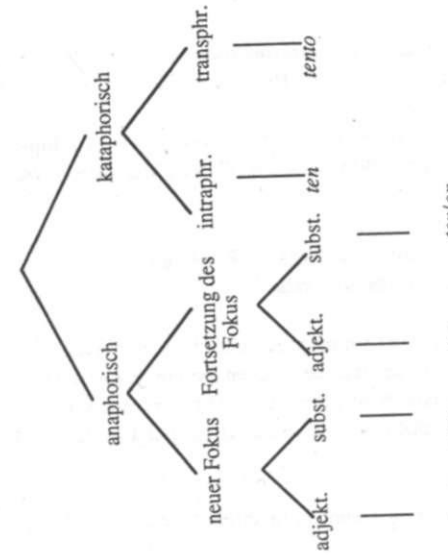 anaphorisch kataphorisch
neuer Fokus Fortsetzung des
Fokus intraphr. transphr.
adjekt. subst. adjekt. subst. ten tento